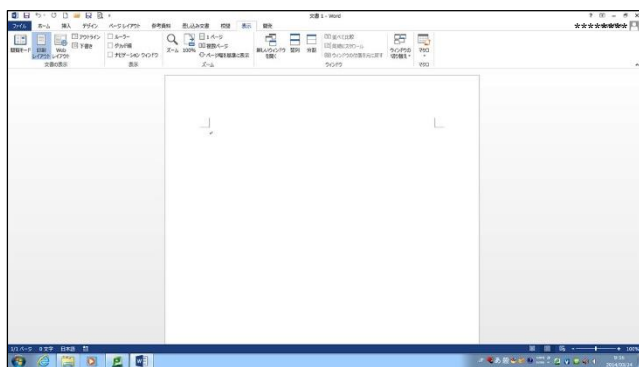 文書 1 - Word
ファイル ホーム 挿入 デザイン ページ レイアウト 参考資料 差し込み文書 校閲 表示
********
閲覧モード 印刷レイアウト Web レイアウト アウトライン 下書き
文書の表示
ルーラー
グリッド線
ナビゲーション ウィンドウ
表示
ズーム 100% 1 ページ
複数ページ
ページ幅を基準に表示
ズーム
新しいウィンドウを開く 整列 分割
並べて比較
同時にスクロール
ウィンドウの位置を元に戻す
ウィンドウの切り替え
ウィンドウ
マクロ
マクロ
1/1 ページ 0 文字 日本語
100%